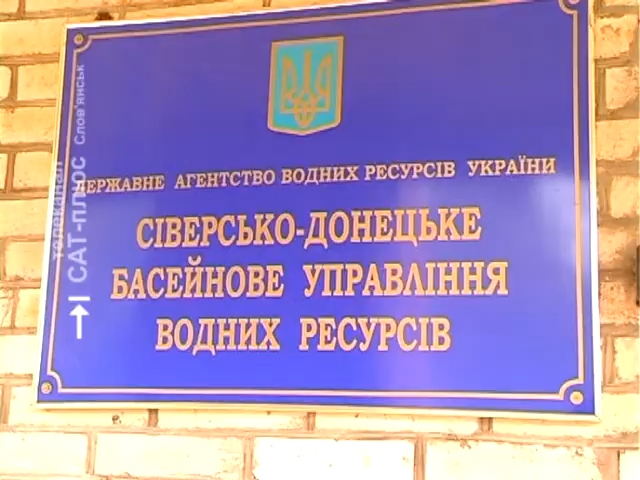 ДЕРЖАВНЕ АГЕНТСТВО ВОДНИХ РЕСУРСІВ УКРАЇНИ
СІВЕРСЬКО-ДОНЕЦЬКЕ
БАСЕЙНОВЕ УПРАВЛІННЯ
ВОДНИХ РЕСУРСІВ
телеканал
САТ-плюс Слов'янськ